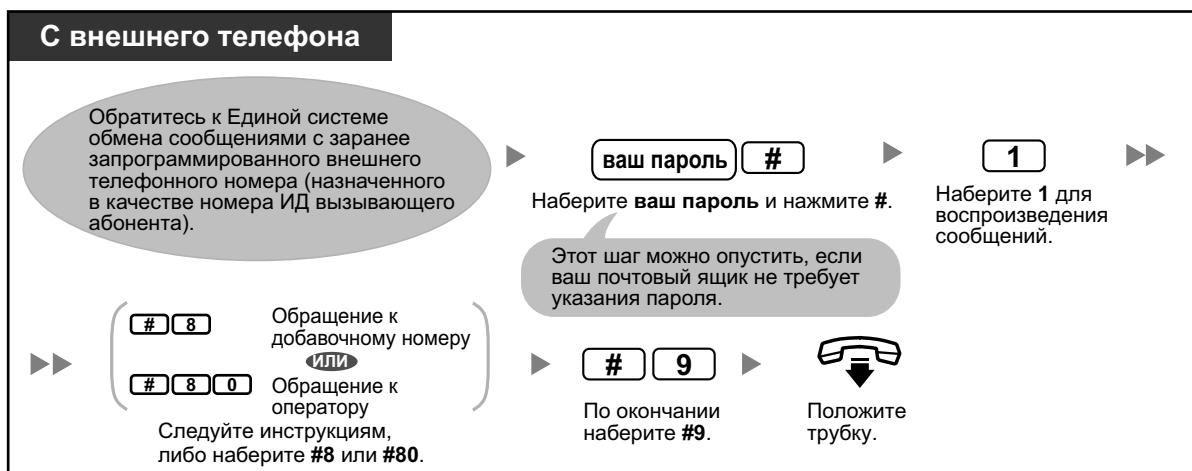 С внешнего телефона
Обратитесь к Единой системе
обмена сообщениями с заранее
запрограммированного внешнего
телефонного номера (назначенного
в качестве номера ИД вызывающего
абонента).
ваш пароль #
Наберите ваш пароль и нажмите #.
Этот шаг можно опустить, если
ваш почтовый ящик не требует
указания пароля.
1
Наберите 1 для
воспроизведения
сообщений.
# 8
Обращение к
добавочному номеру
ИЛИ
# 8 0
Обращение к
оператору
Следуйте инструкциям,
либо наберите #8 или #80.
# 9
По окончании
наберите #9.
Положите
трубку.